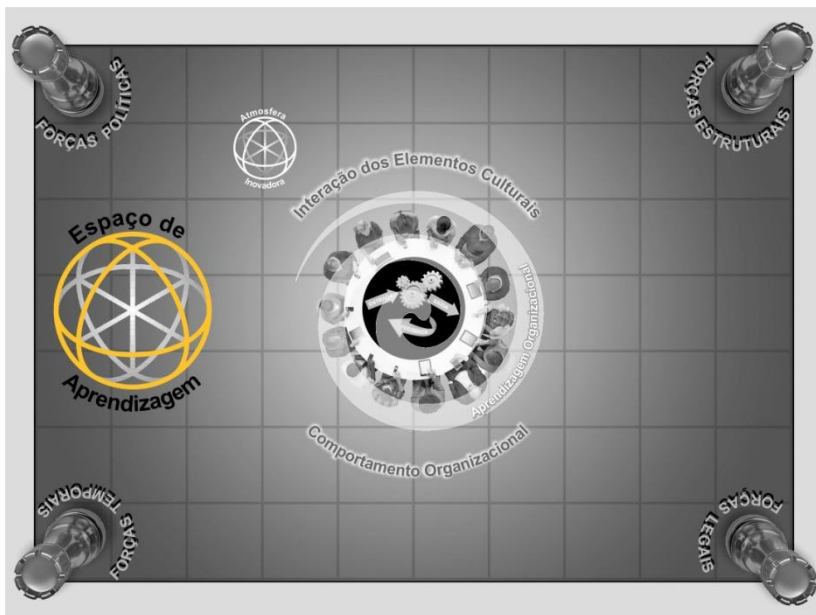 FORÇAS POLÍTICAS
FORÇAS ESTRUTURAIS
Atmosfera
Inovadora
Interação dos Elementos Culturais
Espaço de
Aprendizagem
Aprendizagem Organizacional
Comportamento Organizacional
FORÇAS TEMPORAIS
FORÇAS LEGAIS